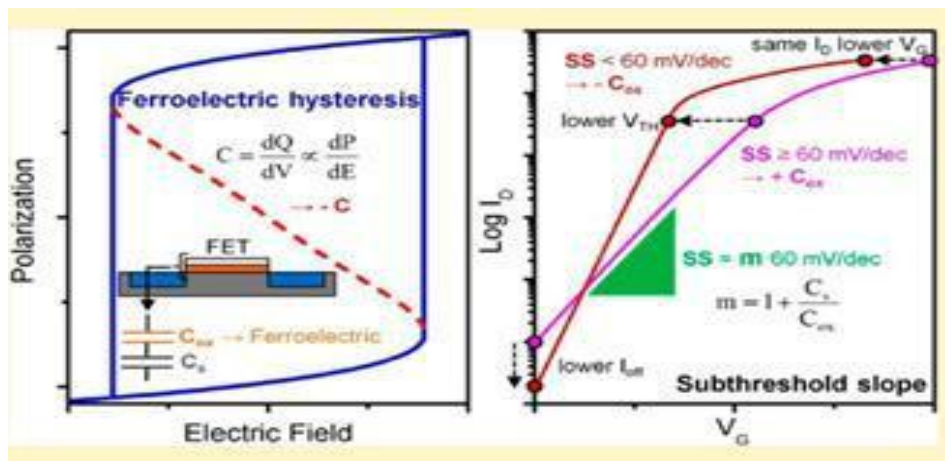 Polarization
Ferroelectric hysteresis
C = dQ/dV ∝ dP/dE
→ - C
FET
Cox → Ferroelectric
Cs
Electric Field
Log ID
same ID lower VG
SS < 60 mV/dec
→ - Cox
lower VTH
SS ≥ 60 mV/dec
→ + Cox
SS = m 60 mV/dec
m = 1 + Cs/Cox
lower Ioff
Subthreshold slope
VG